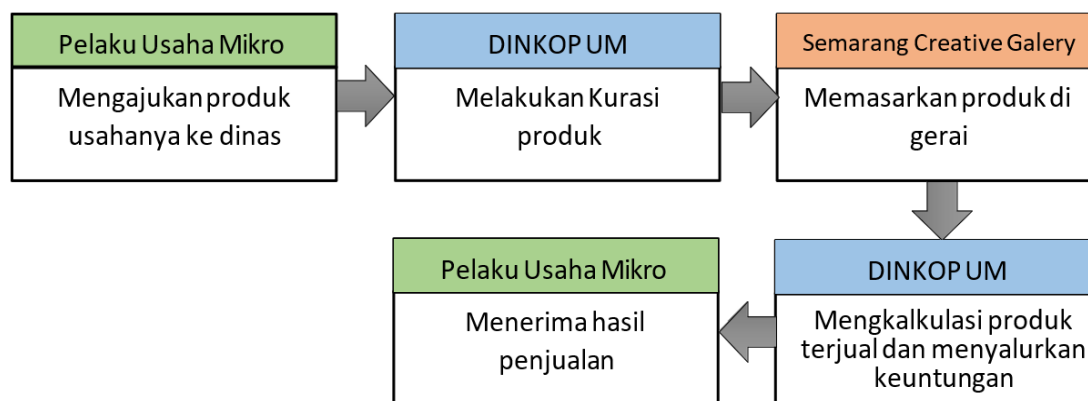 Pelaku Usaha Mikro
Mengajukan produk
usahanya ke dinas
DINKOP UM
Melakukan Kurasi
produk
Semarang Creative Galery
Memasarkan produk di
gerai
DINKOP UM
Mengkalkulasi produk
terjual dan menyalurkan
keuntungan
Pelaku Usaha Mikro
Menerima hasil
penjualan